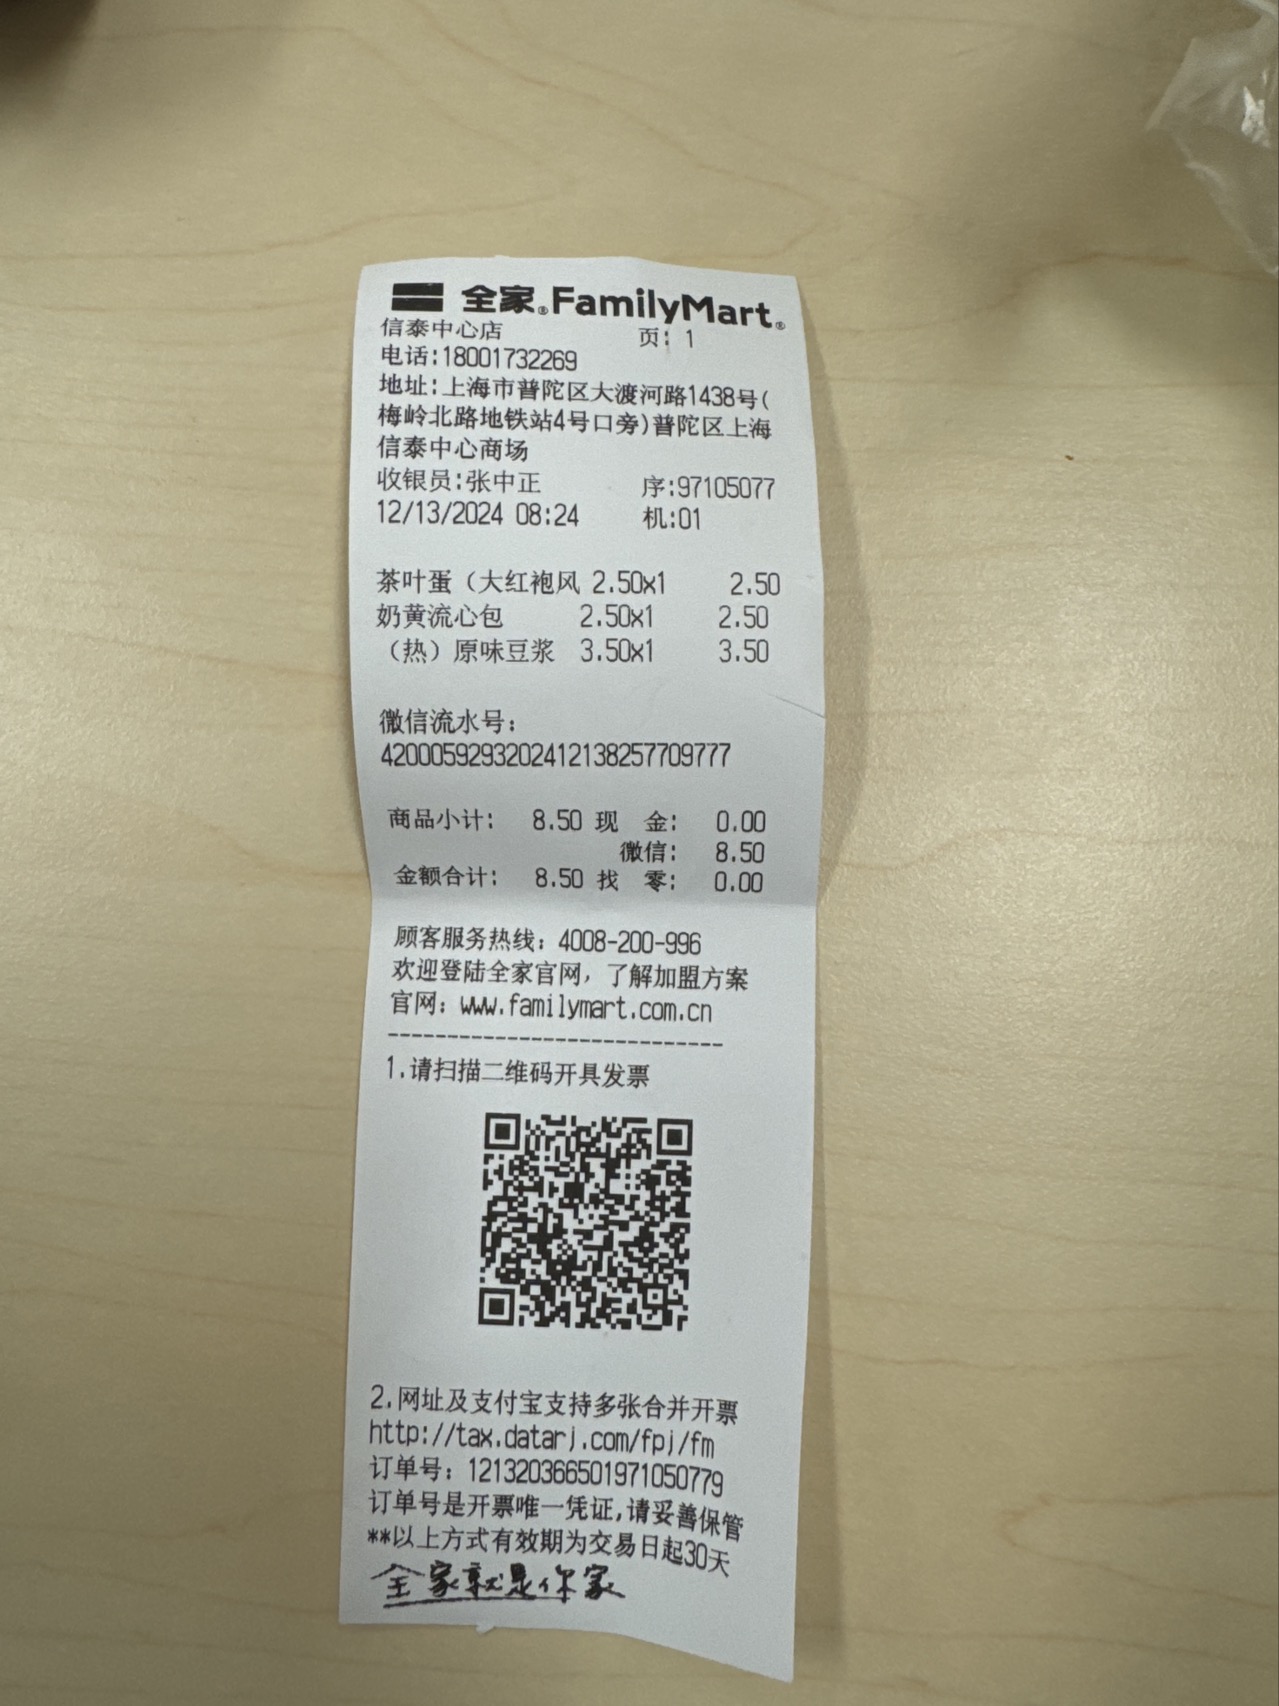 全家®FamilyMart®
信泰中心店 页: 1
电话:18001732269
地址:上海市普陀区大渡河路1438号(
梅岭北路地铁站4号口旁)普陀区上海
信泰中心商场
收银员:张中正 序:97105077
12/13/2024 08:24 机:01
茶叶蛋（大红袍风 2.50x1 2.50
奶黄流心包 2.50x1 2.50
（热）原味豆浆 3.50x1 3.50
微信流水号:
4200059293202412138257709777
商品小计: 8.50 现 金: 0.00
微信: 8.50
金额合计: 8.50 找 零: 0.00
顾客服务热线: 4008-200-996
欢迎登陆全家官网，了解加盟方案
官网: www.familymart.com.cn
----------------------------
1.请扫描二维码开具发票
2.网址及支付宝支持多张合并开票
http://tax.datarj.com/fpj/fm
订单号: 121320366501971050779
订单号是开票唯一凭证,请妥善保管
**以上方式有效期为交易日起30天
全家就是你家